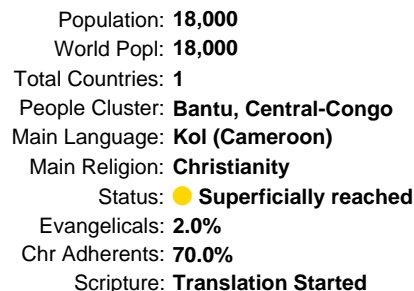 Population: 18,000
World Popl: 18,000
Total Countries: 1
People Cluster: Bantu, Central-Congo
Main Language: Kol (Cameroon)
Main Religion: Christianity
Status: Superficially reached
Evangelicals: 2.0%
Chr Adherents: 70.0%
Scripture: Translation Started